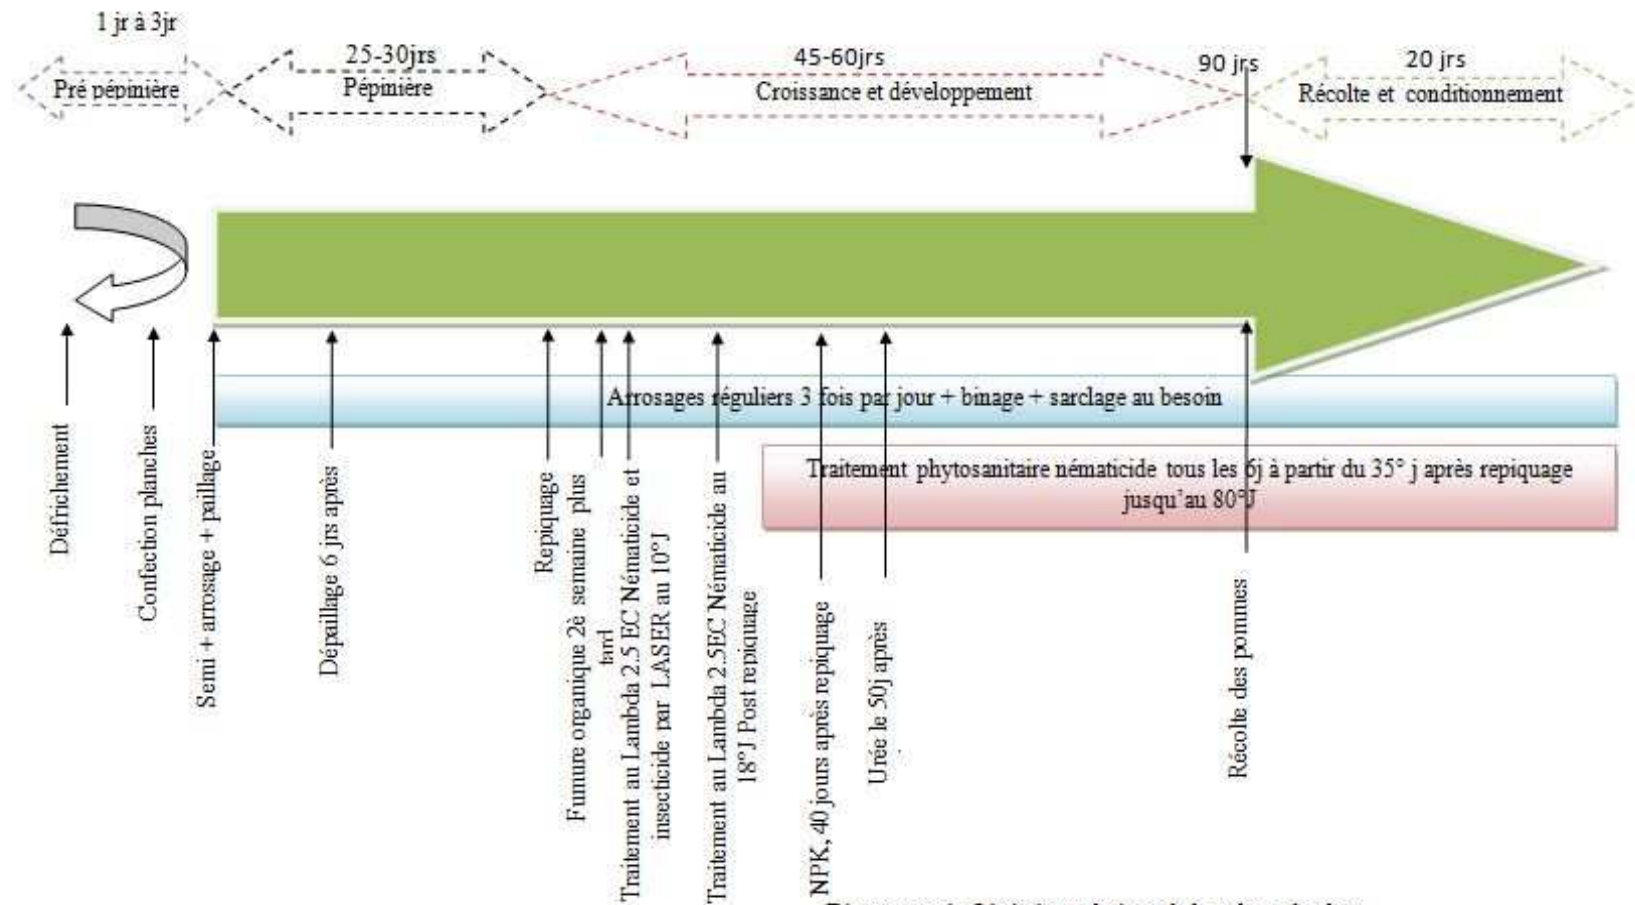 1 jr à 3jr
Pré pépinière
25-30jrs
Pépinière
45-60jrs
Croissance et développement
90 jrs
20 jrs
Récolte et conditionnement
Arrosages réguliers 3 fois par jour + binage + sarclage au besoin
Traitement phytosanitaire nématicide tous les 6j à partir du 35° j après repiquage
jusqu'au 80°J
Défrichement
Confection planches
Semi + arrosage + paillage
Dépaillage 6 jrs après
Repiquage
Fumure organique 2è semaine plus
tard
Traitement au Lambda 2.5 EC Nématicide et
insecticide par LASER au 10°J
Traitement au Lambda 2.5EC Nématicide au
18°J Post repiquage
NPK, 40 jours après repiquage
Urée le 50j après
Récolte des pommes